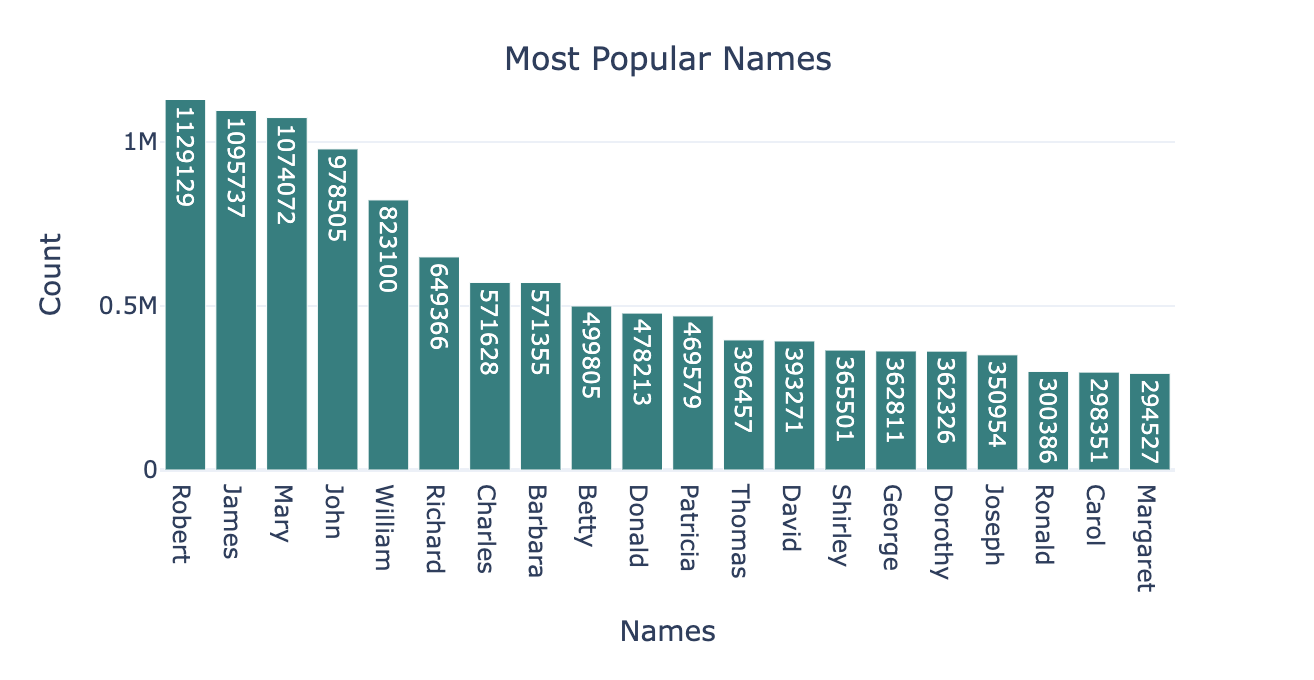 Most Popular Names
Count
1M
0.5M
0
1129129
1095737
1074072
978505
823100
649366
571628
571355
499805
478213
469579
396457
393271
365501
362811
362326
350954
300386
298351
294527
Robert
James
Mary
John
William
Richard
Charles
Barbara
Betty
Donald
Patricia
Thomas
David
Shirley
George
Dorothy
Joseph
Ronald
Carol
Margaret
Names